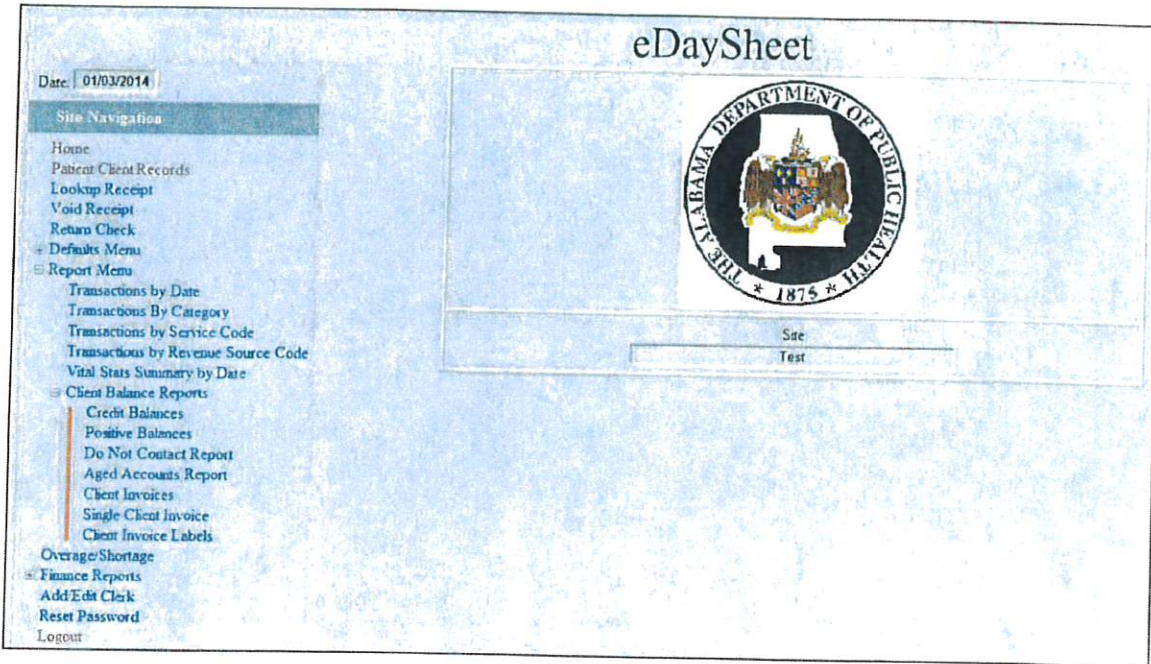 eDaySheet
Date: 01/03/2014
Site Navigation
Home
Patient Client Records
Lookup Receipt
Void Receipt
Return Check
Defaults Menu
Report Menu
Transactions by Date
Transactions By Category
Transactions by Service Code
Transactions by Revenue Source Code
Vital Stats Summary by Date
Client Balance Reports
Credit Balances
Positive Balances
Do Not Contact Report
Aged Accounts Report
Client Invoices
Single Client Invoice
Client Invoice Labels
Overage/Shortage
Finance Reports
Add/Edit Clerk
Reset Password
Logout
THE ALABAMA DEPARTMENT OF PUBLIC HEALTH
* 1875 *
Site
Test